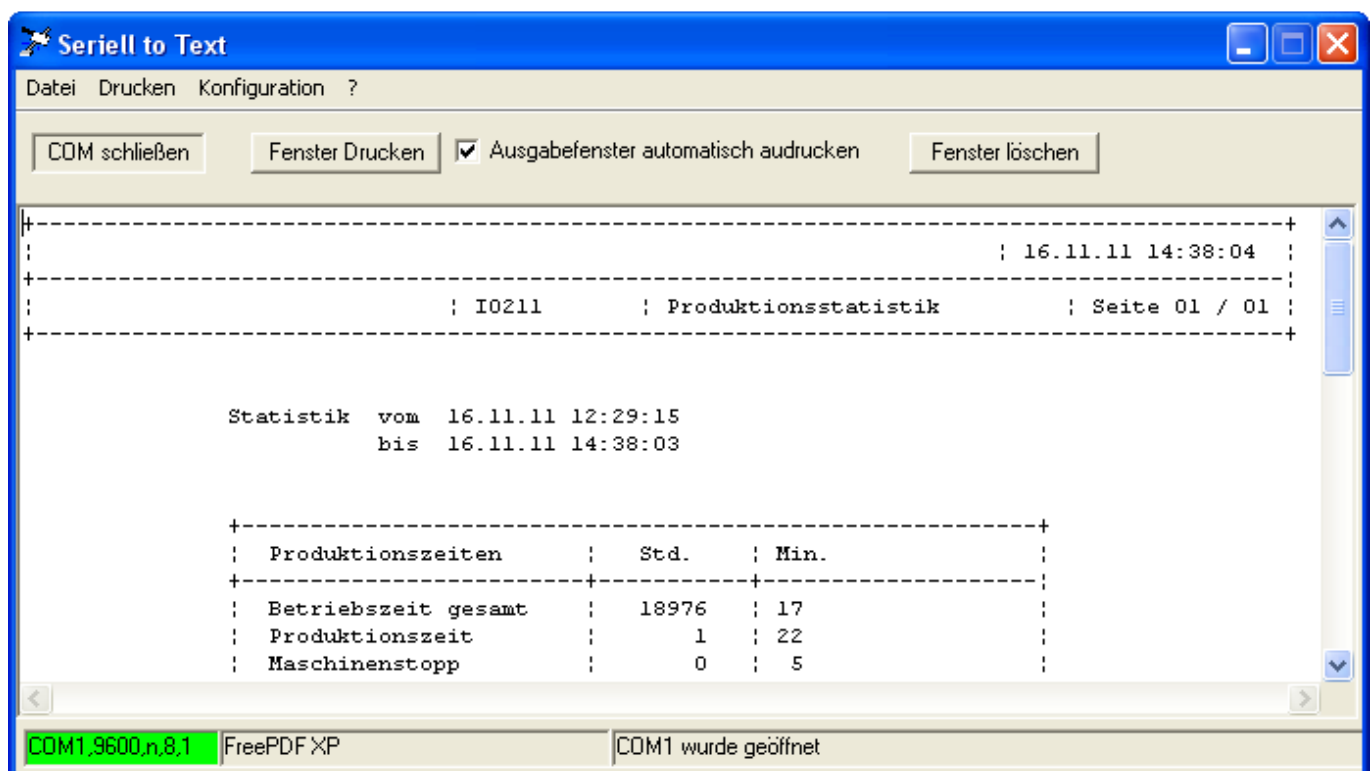 Seriell to Text
Datei Drucken Konfiguration ?
COM schließen Fenster Drucken Ausgabefenster automatisch audrucken Fenster löschen
+---------------------------------------------------------------------------------------------+
¦ ¦ 16.11.11 14:38:04 ¦
+---------------------------------------------------------------------------------------------¦
¦ ¦ I0211 ¦ Produktionsstatistik ¦ Seite 01 / 01 ¦
+---------------------------------------------------------------------------------------------+
Statistik vom 16.11.11 12:29:15
bis 16.11.11 14:38:03
+-----------------------------------------------------------+
¦ Produktionszeiten ¦ Std. ¦ Min. ¦
+--------------------------+-----------+--------------------¦
¦ Betriebszeit gesamt ¦ 18976 ¦ 17 ¦
¦ Produktionszeit ¦ 1 ¦ 22 ¦
¦ Maschinenstopp ¦ 0 ¦ 5 ¦
COM1,9600,n,8,1 FreePDF XP COM1 wurde geöffnet